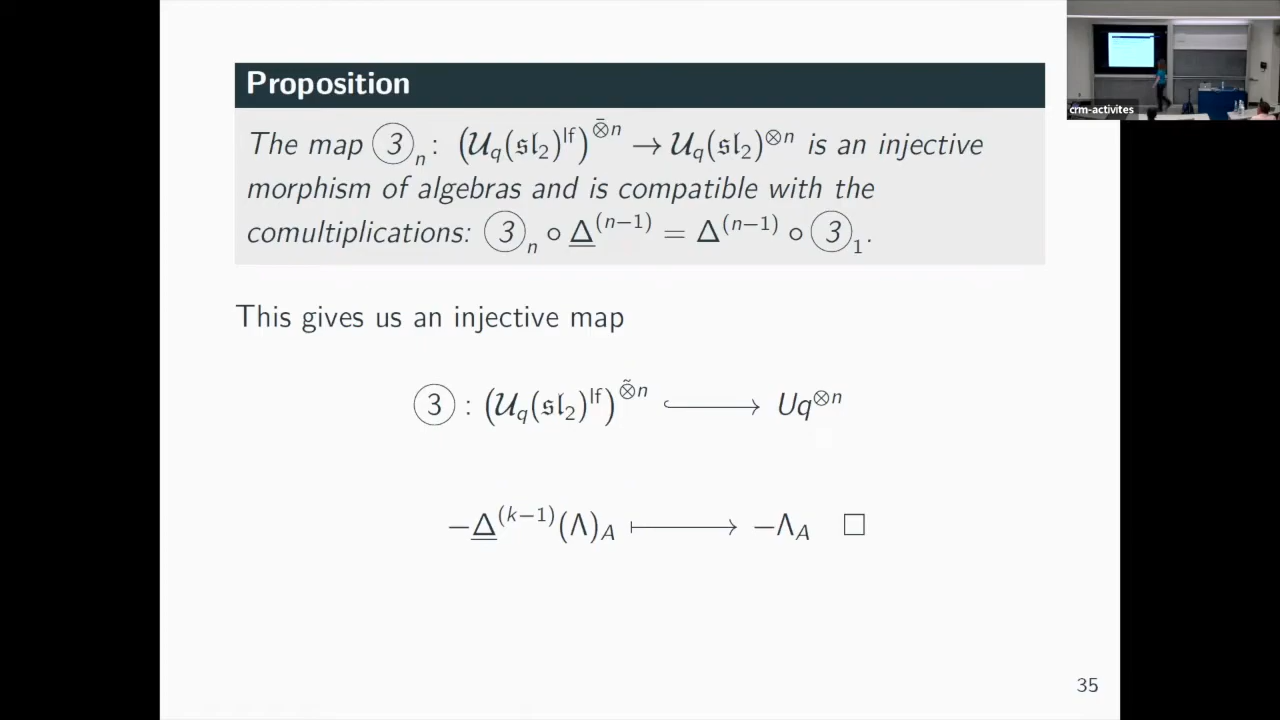 Proposition
The map ③ₙ : (𝒰_q(𝔰𝔩₂)^lf)^⊗̃n → 𝒰_q(𝔰𝔩₂)^⊗n is an injective
morphism of algebras and is compatible with the
comultiplications: ③ₙ ∘ Δ̲^(n−1) = Δ^(n−1) ∘ ③₁.
This gives us an injective map
③ : (𝒰_q(𝔰𝔩₂)^lf)^⊗̃n ↪ Uq^⊗n
−Δ̲^(k−1)(Λ)_A ⟼ −Λ_A □
35
crm-activites